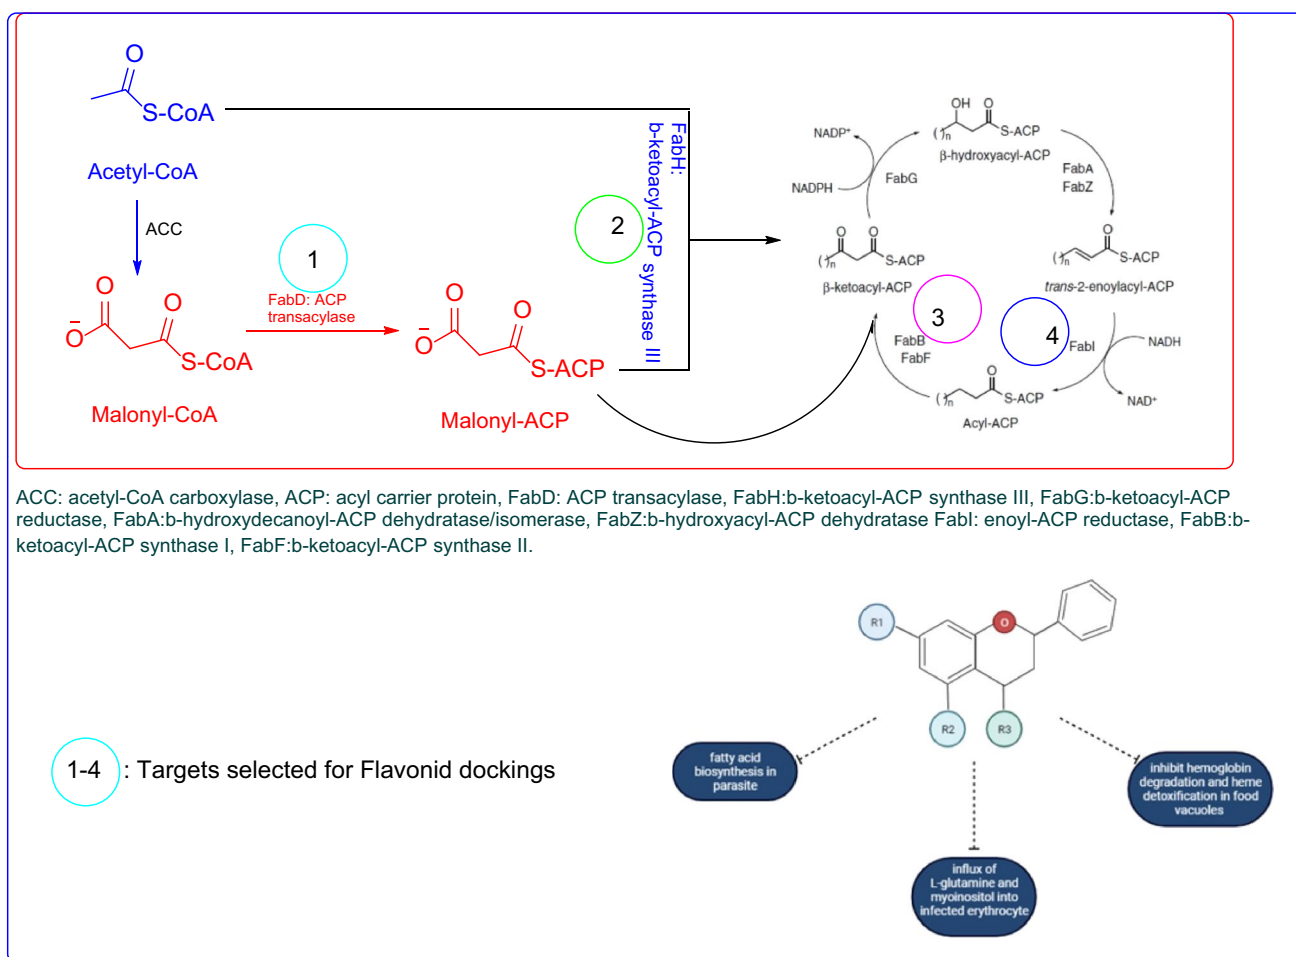 O
S-CoA
Acetyl-CoA
ACC
O
O
O
S-CoA
Malonyl-CoA
1
FabD: ACP
transacylase
O
O
O
S-ACP
Malonyl-ACP
2
FabH:
b-ketoacyl-ACP synthase III
OH
O
( )n
S-ACP
β-hydroxyacyl-ACP
NADP+
NADPH
FabG
FabA
FabZ
O
O
( )n
S-ACP
β-ketoacyl-ACP
O
( )n
S-ACP
trans-2-enoylacyl-ACP
3
FabB
FabF
4
FabI
NADH
NAD+
O
( )n
S-ACP
Acyl-ACP
ACC: acetyl-CoA carboxylase, ACP: acyl carrier protein, FabD: ACP transacylase, FabH:b-ketoacyl-ACP synthase III, FabG:b-ketoacyl-ACP
reductase, FabA:b-hydroxydecanoyl-ACP dehydratase/isomerase, FabZ:b-hydroxyacyl-ACP dehydratase FabI: enoyl-ACP reductase, FabB:b-
ketoacyl-ACP synthase I, FabF:b-ketoacyl-ACP synthase II.
R1
O
R2
R3
1-4 : Targets selected for Flavonid dockings
fatty acid
biosynthesis in
parasite
influx of
L-glutamine and
myoinositol into
infected erythrocyte
inhibit hemoglobin
degradation and heme
detoxification in food
vacuoles